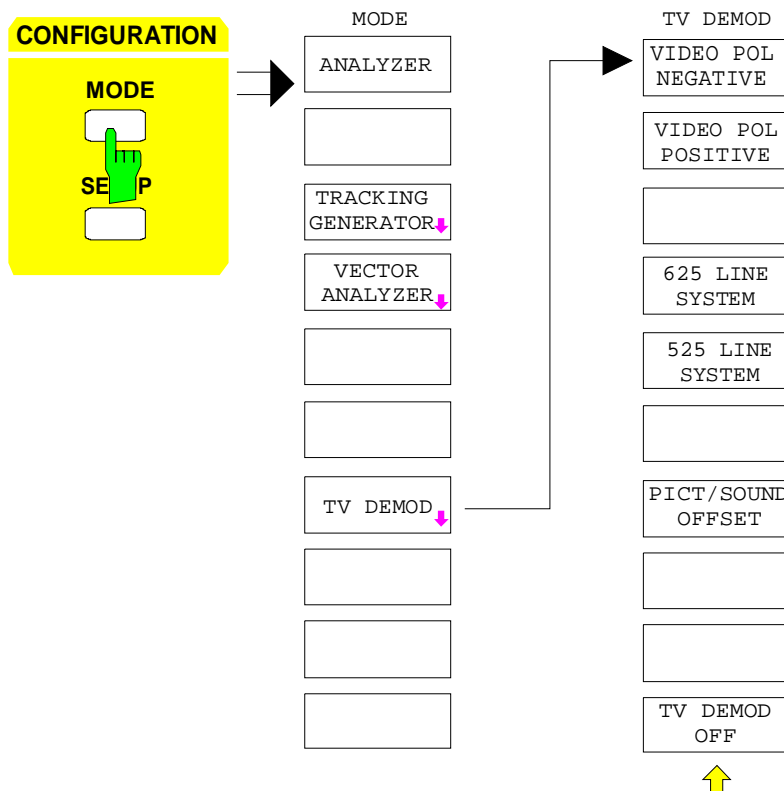 CONFIGURATION
MODE
SE P
MODE
ANALYZER
TRACKING
GENERATOR
VECTOR
ANALYZER
TV DEMOD
TV DEMOD
VIDEO POL
NEGATIVE
VIDEO POL
POSITIVE
625 LINE
SYSTEM
525 LINE
SYSTEM
PICT/SOUND
OFFSET
TV DEMOD
OFF